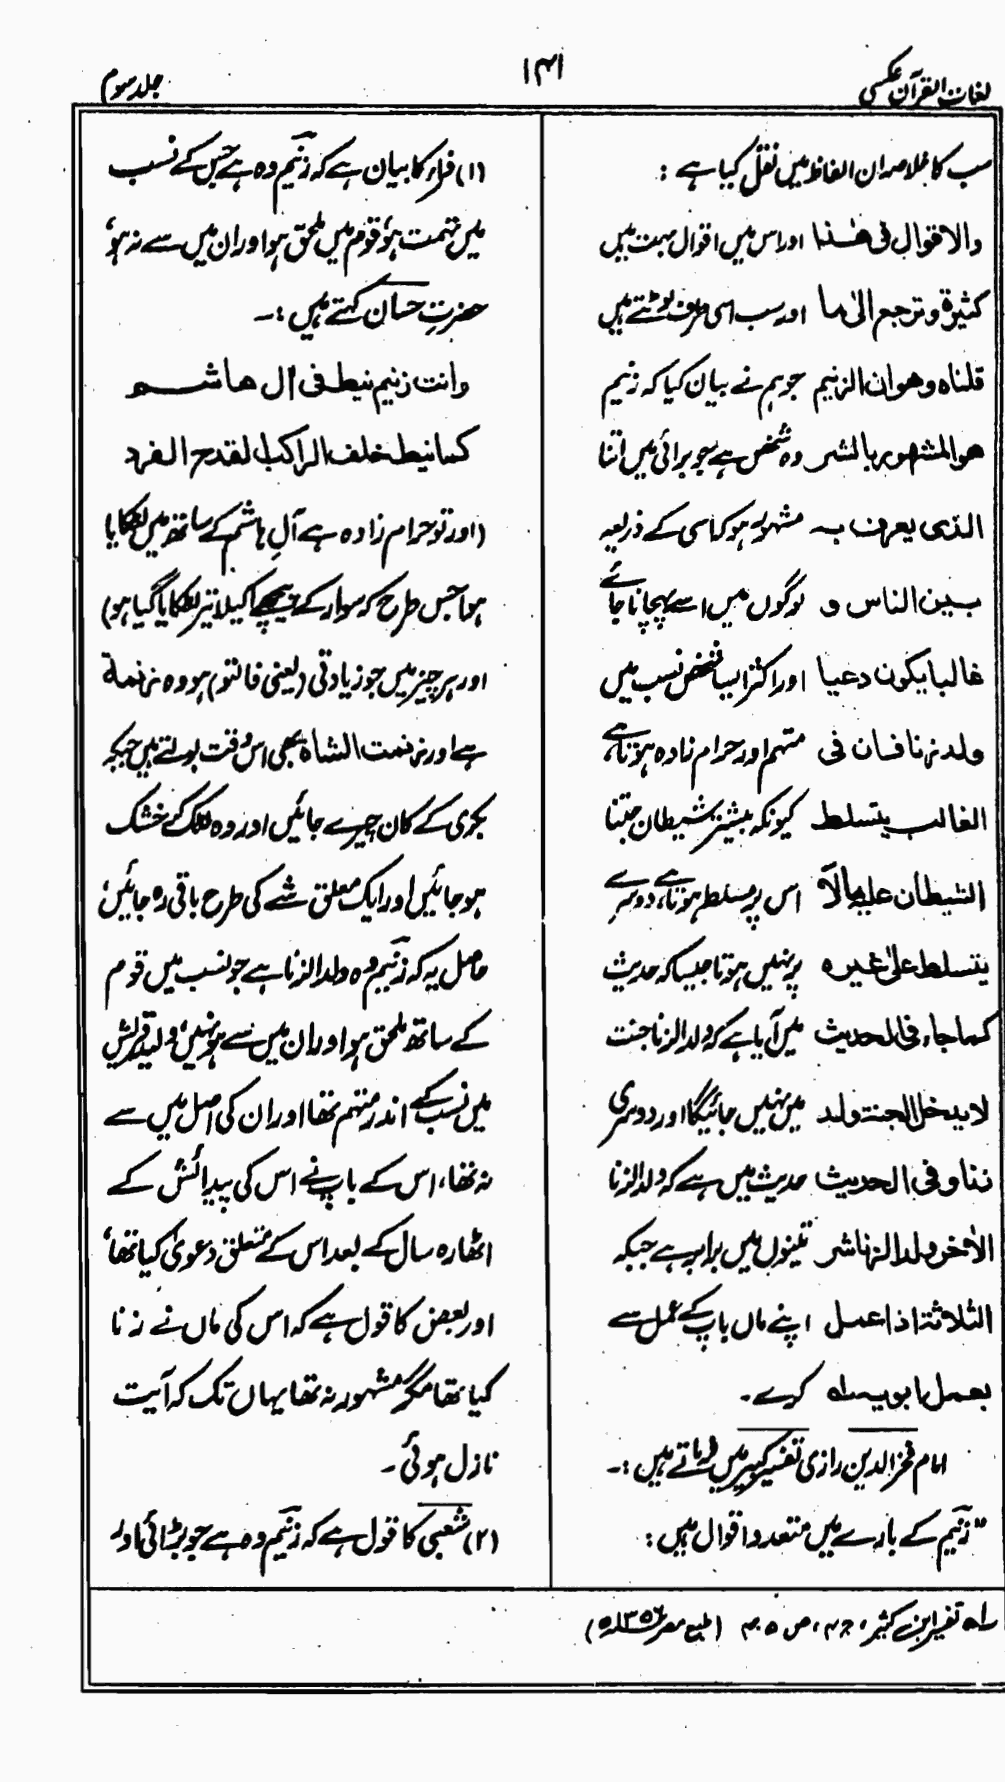 لغات القرآن عکسی
۱۴۱
جلد سوم
سب کا خلاصہ ان الفاظ میں نقل کیا ہے :
والاقوال فی ھٰذا اور اس میں اقوال بہت ہیں
کثیرۃ و ترجع الیٰ ما اور سب اسی طرف لوٹتے ہیں
قلناہ وھو ان الزنیم جو ہم نے بیان کیا کہ زنیم
ھو المشھور بالشر وہ شخص ہے جو برائی میں اتنا
الذی یعرف بہ مشہور ہو کہ اسی کے ذریعہ
بین الناس و لوگوں میں اسے پہچانا جائے
غالبا یکون دعیا اور اکثر ایسا شخص نسب میں
ولد زنا فان فی متہم اور حرام زادہ ہوتا ہے،
الغالب یتسلط کیونکہ بیشتر شیطان جتنا
الشیطان علیہ مالا اس پر مسلط ہوتا ہے، دوسرے
یتسلط علیٰ غیرہ پر نہیں ہوتا جیسا کہ حدیث
کما جاء فی الحدیث میں آیا ہے کہ ولد الزنا جنت
لا یدخل الجنۃ ولد میں نہیں جائیگا اور دوسری
زنا و فی الحدیث حدیث میں ہے کہ ولد الزنا
الاٰخر ولد الزنا شر تینوں میں برا ہے جبکہ
الثلاثۃ اذا عمل اپنے ماں باپ کے عمل سے
بعمل ابویہ لہ کرے۔
امام فخر الدین رازی تفسیر کبیر میں فرماتے ہیں :۔
"زنیم کے بارے میں متعدد اقوال ہیں :
(۱) فراء کا بیان ہے کہ زنیم وہ ہے جس کے نسب
میں تہمت ہو، قوم میں ملحق ہو اور ان میں سے نہ ہو،
حضرت حسان کہتے ہیں :۔
وانت زنیم نیط فی اٰل ھاشم
کما نیط خلف الراکب القدح الفرد
(اور تو حرام زادہ ہے آلِ ہاشم کے ساتھ میں لٹکایا
ہوا جس طرح کہ سوار کے پیچھے اکیلا تیر لٹکایا گیا ہو)
اور ہر چیز میں جو زیادتی (یعنی فالتو) ہو وہ زنمۃ
ہے اور زنمت الشاۃ بھی اس وقت بولتے ہیں جبکہ
بکری کے کان چیرے جائیں اور وہ لٹک کے خشک
ہو جائیں اور ایک معلق شے کی طرح باقی رہ جائیں،
حاصل یہ کہ زنیم وہ ولد الزنا ہے جو نسب میں قوم
کے ساتھ ملحق ہو اور ان میں سے ہو نہیں، ولید قریش
میں نسب کے اندر متہم تھا اور ان کی اصل میں سے
نہ تھا، اس کے باپ نے اس کی پیدائش کے
اٹھارہ سال کے بعد اس کے متعلق دعویٰ کیا تھا،
اور بعض کا قول ہے کہ اس کی ماں نے زنا
کیا تھا مگر مشہور نہ تھا یہاں تک کہ آیت
نازل ہوئی۔
(۲) شعبی کا قول ہے کہ زنیم وہ ہے جو بڑائی اور
لہ تفسیر ابن کثیر، ج ۴، ص ۴۰۵ (طبع مصر ۱۳۵۶ھ)